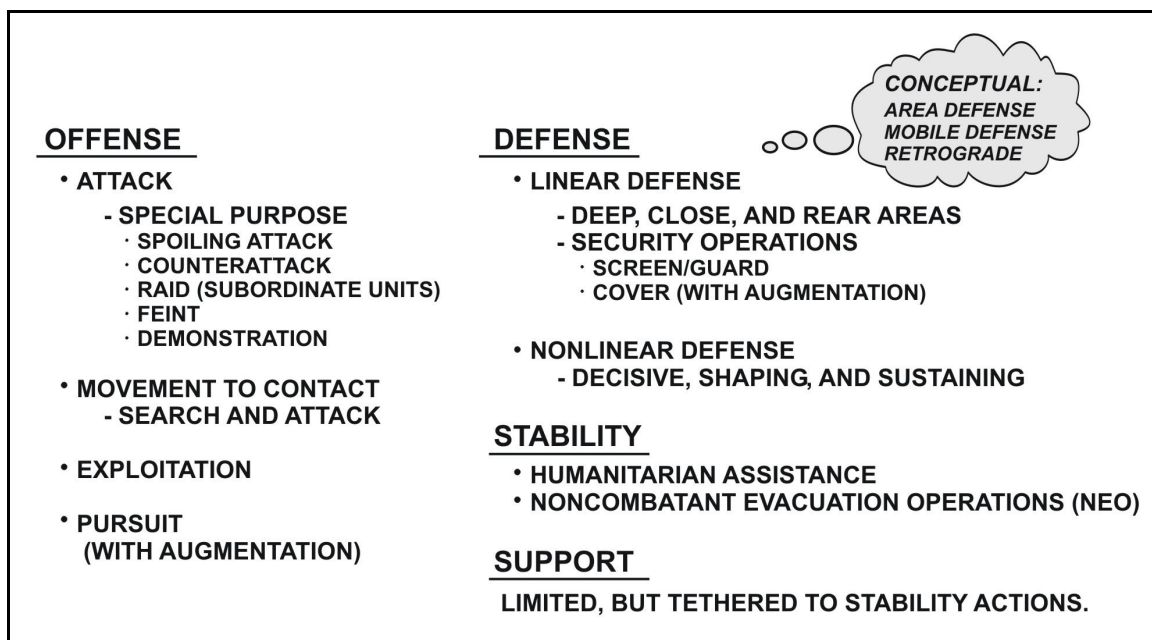 OFFENSE
• ATTACK
- SPECIAL PURPOSE
· SPOILING ATTACK
· COUNTERATTACK
· RAID (SUBORDINATE UNITS)
· FEINT
· DEMONSTRATION
• MOVEMENT TO CONTACT
- SEARCH AND ATTACK
• EXPLOITATION
• PURSUIT
(WITH AUGMENTATION)
CONCEPTUAL:
AREA DEFENSE
MOBILE DEFENSE
RETROGRADE
DEFENSE
• LINEAR DEFENSE
- DEEP, CLOSE, AND REAR AREAS
- SECURITY OPERATIONS
· SCREEN/GUARD
· COVER (WITH AUGMENTATION)
• NONLINEAR DEFENSE
- DECISIVE, SHAPING, AND SUSTAINING
STABILITY
• HUMANITARIAN ASSISTANCE
• NONCOMBATANT EVACUATION OPERATIONS (NEO)
SUPPORT
LIMITED, BUT TETHERED TO STABILITY ACTIONS.